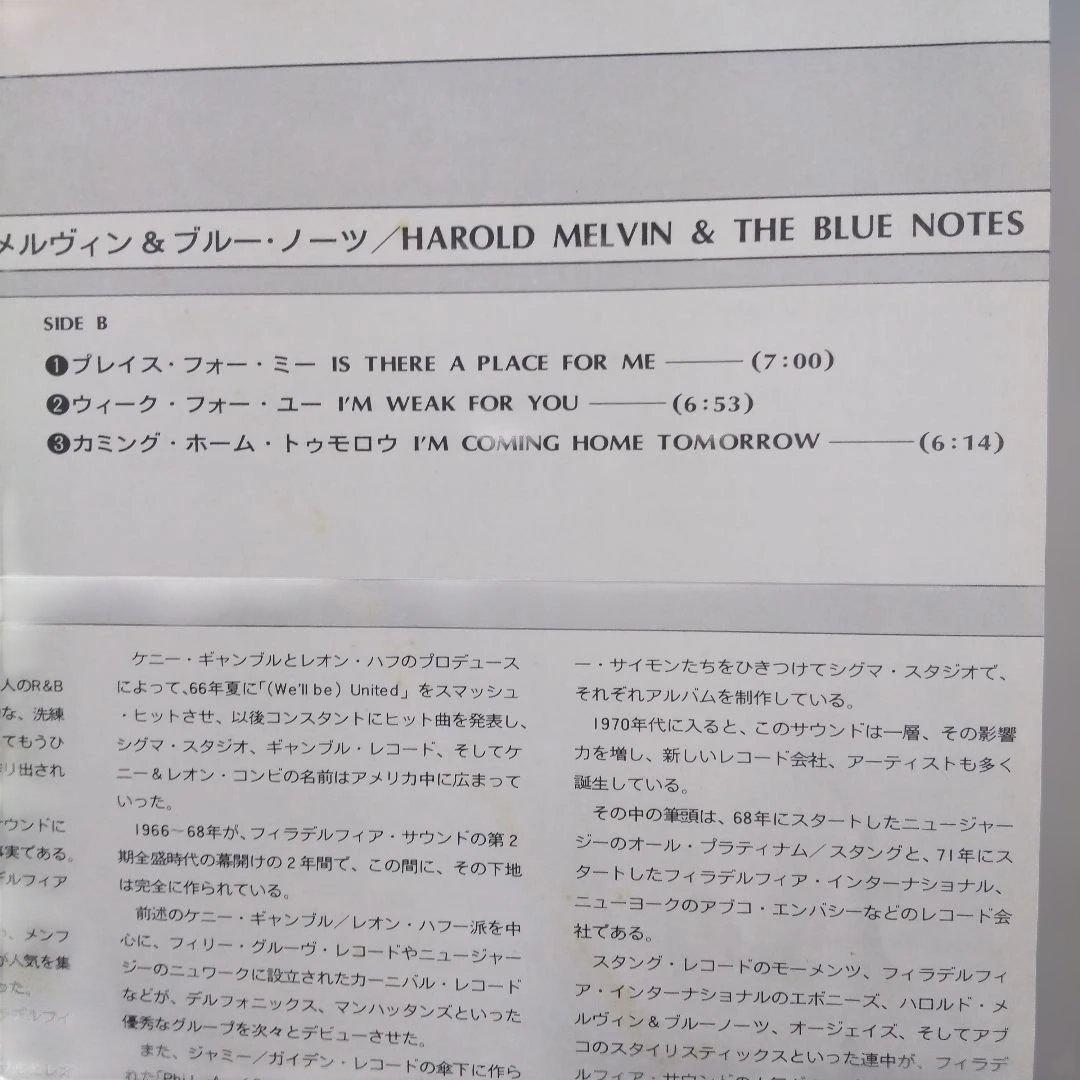 メルヴィン&ブルー・ノーツ/HAROLD MELVIN & THE BLUE NOTES
SIDE B
❶プレイス・フォー・ミー IS THERE A PLACE FOR ME ——— (7:00)
❷ウィーク・フォー・ユー I'M WEAK FOR YOU ——— (6:53)
❸カミング・ホーム・トゥモロウ I'M COMING HOME TOMORROW ——— (6:14)
人のR&B
な、洗練
てもうひ
り出され
ウンドに
事実である。
デルフィア
、メンフ
が人気を集
った。
ラデルフィ
ケニー・ギャンブルとレオン・ハフのプロデュース
によって、66年夏に「(We'll be) United」をスマッシュ
・ヒットさせ、以後コンスタントにヒット曲を発表し、
シグマ・スタジオ、ギャンブル・レコード、そしてケ
ニー&レオン・コンビの名前はアメリカ中に広まって
いった。
1966〜68年が、フィラデルフィア・サウンドの第2
期全盛時代の幕開けの2年間で、この間に、その下地
は完全に作られている。
前述のケニー・ギャンブル/レオン・ハフ一派を中
心に、フィリー・グルーヴ・レコードやニュージャー
ジーのニュワークに設立されたカーニバル・レコード
などが、デルフォニックス、マンハッタンズといった
優秀なグループを次々とデビューさせた。
また、ジャミー/ガイデン・レコードの傘下に作ら
れた「Phil-
ー・サイモンたちをひきつけてシグマ・スタジオで、
それぞれアルバムを制作している。
1970年代に入ると、このサウンドは一層、その影響
力を増し、新しいレコード会社、アーティストも多く
誕生している。
その中の筆頭は、68年にスタートしたニュージャー
ジーのオール・プラティナム/スタングと、71年にス
タートしたフィラデルフィア・インターナショナル、
ニューヨークのアブコ・エンバシーなどのレコード会
社である。
スタング・レコードのモーメンツ、フィラデルフィ
ア・インターナショナルのエボニーズ、ハロルド・メ
ルヴィン&ブルーノーツ、オージェイズ、そしてアブ
コのスタイリスティックスといった連中が、フィラデ
ルフィア・サウンドの